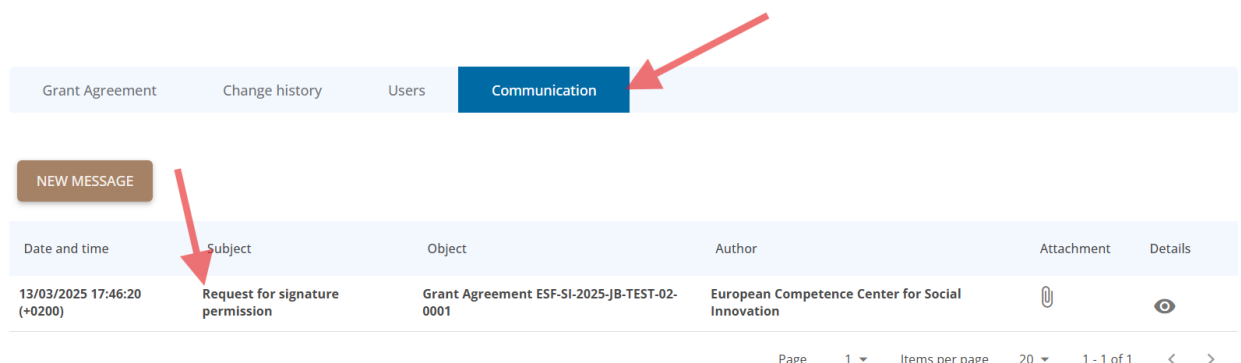 Grant Agreement Change history Users Communication
NEW MESSAGE
Date and time Subject Object Author Attachment Details
13/03/2025 17:46:20 Request for signature Grant Agreement ESF-SI-2025-JB-TEST-02- European Competence Center for Social
(+0200) permission 0001 Innovation
Page 1 Items per page 20 1 - 1 of 1